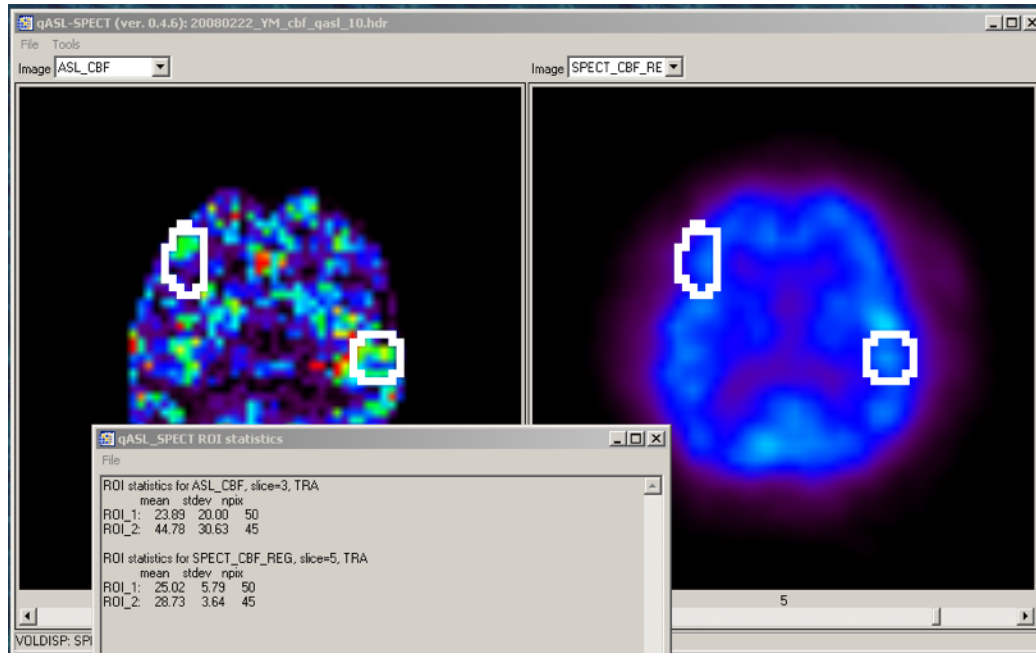 qASL-SPECT (ver. 0.4.6): 20080222_YM_cbf_qasl_10.hdr
File Tools
Image ASL_CBF
Image SPECT_CBF_RE
qASL_SPECT ROI statistics
File
ROI statistics for ASL_CBF, slice=3, TRA
mean stdev npix
ROI_1: 23.89 20.00 50
ROI_2: 44.78 30.63 45
ROI statistics for SPECT_CBF_REG, slice=5, TRA
mean stdev npix
ROI_1: 25.02 5.79 50
ROI_2: 28.73 3.64 45
5
VOLDISP: SP